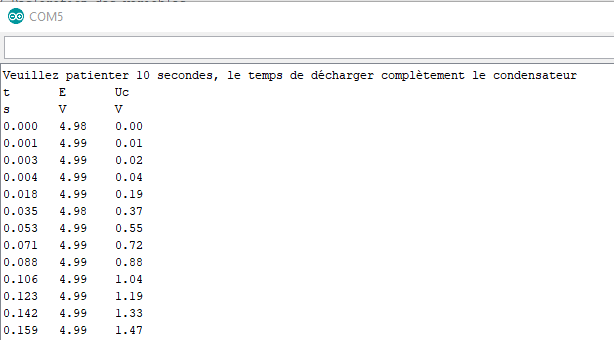 COM5
Veuillez patienter 10 secondes, le temps de décharger complètement le condensateur
t E Uc
s V V
0.000 4.98 0.00
0.001 4.99 0.01
0.003 4.99 0.02
0.004 4.99 0.04
0.018 4.99 0.19
0.035 4.98 0.37
0.053 4.99 0.55
0.071 4.99 0.72
0.088 4.99 0.88
0.106 4.99 1.04
0.123 4.99 1.19
0.142 4.99 1.33
0.159 4.99 1.47